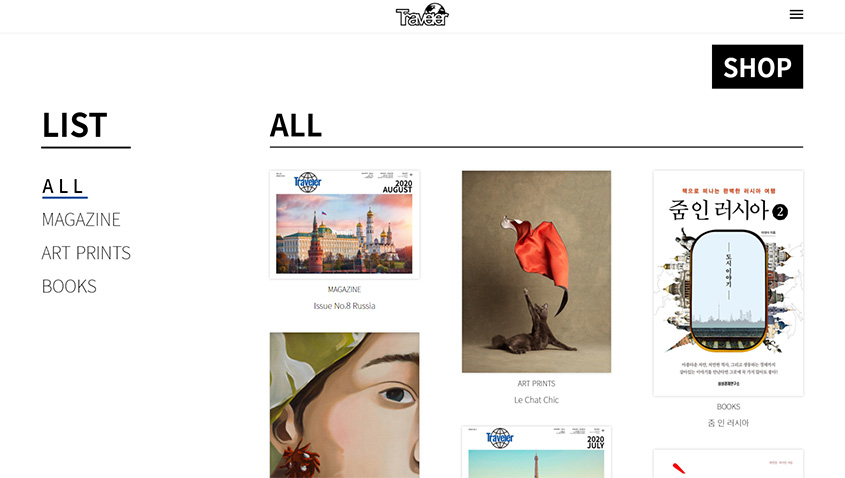 Traveler
SHOP
LIST
ALL
MAGAZINE
ART PRINTS
BOOKS
ALL
Traveler
2020
AUGUST
MAGAZINE
Issue No.8 Russia
ART PRINTS
Le Chat Chic
Traveler
2020
JULY
책으로 떠나는 완벽한 러시아 여행
줌 인 러시아 2
도시 이야기
BOOKS
줌 인 러시아